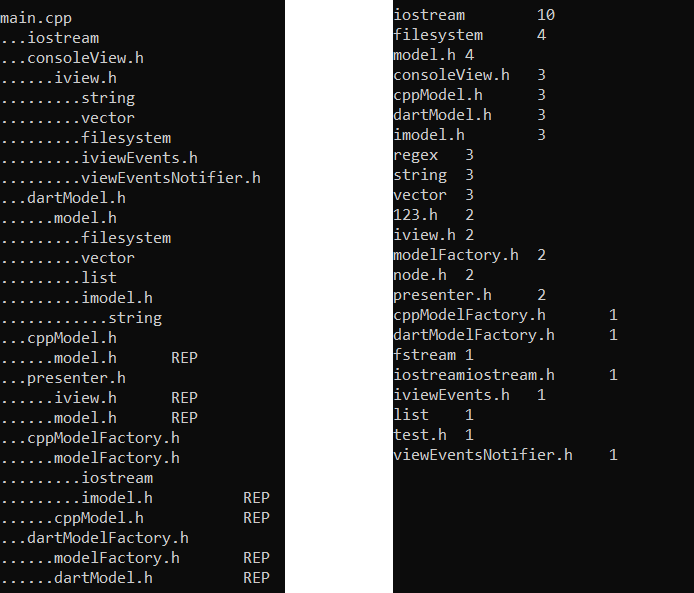 main.cpp
...iostream
...consoleView.h
......iview.h
.........string
.........vector
.........filesystem
.........iviewEvents.h
.........viewEventsNotifier.h
...dartModel.h
......model.h
.........filesystem
.........vector
.........list
.........imodel.h
............string
...cppModel.h
......model.h REP
...presenter.h
......iview.h REP
......model.h REP
...cppModelFactory.h
......modelFactory.h
.........iostream
.........imodel.h REP
......cppModel.h REP
...dartModelFactory.h
......modelFactory.h REP
......dartModel.h REP
iostream 10
filesystem 4
model.h 4
consoleView.h 3
cppModel.h 3
dartModel.h 3
imodel.h 3
regex 3
string 3
vector 3
123.h 2
iview.h 2
modelFactory.h 2
node.h 2
presenter.h 2
cppModelFactory.h 1
dartModelFactory.h 1
fstream 1
iostreamiostream.h 1
iviewEvents.h 1
list 1
test.h 1
viewEventsNotifier.h 1